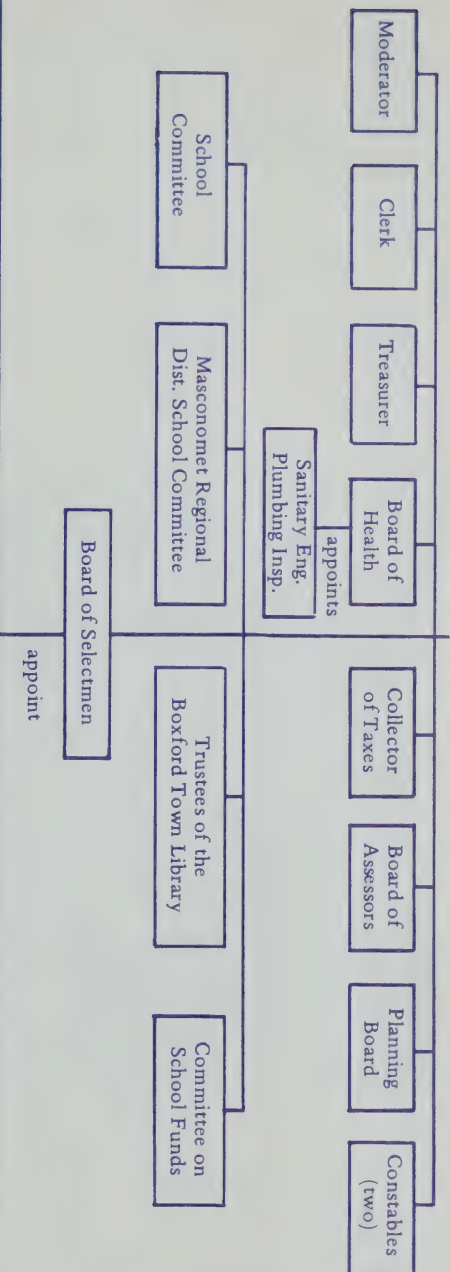 Moderator
Clerk
Treasurer
Board of
Health
Collector
of Taxes
Board of
Assessors
Planning
Board
Constables
(two)
appoints
Sanitary Eng.
Plumbing Insp.
School
Committee
Masconomet Regional
Dist. School Committee
Trustees of the
Boxford Town Library
Committee on
School Funds
Board of Selectmen
appoint